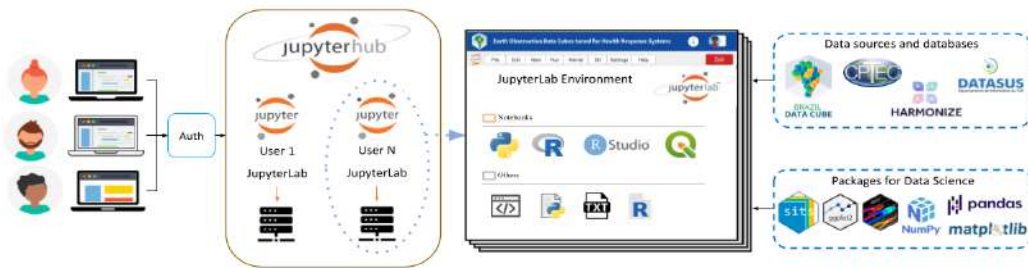 Auth
jupyterhub
jupyter
jupyter
User 1
User N
JupyterLab
JupyterLab
Earth Observation Data Cubes tuned for Health Response Systems
File Edit View Run Kernel Git Settings Help
JupyterLab Environment
jupyterlab
Notebooks
R Studio
Others
TXT
R
Data sources and databases
CPTEC
BRAZIL
DATA CUBE
HARMONIZE
DATASUS
Packages for Data Science
sits
ggplot2
NumPy
pandas
matplotlib